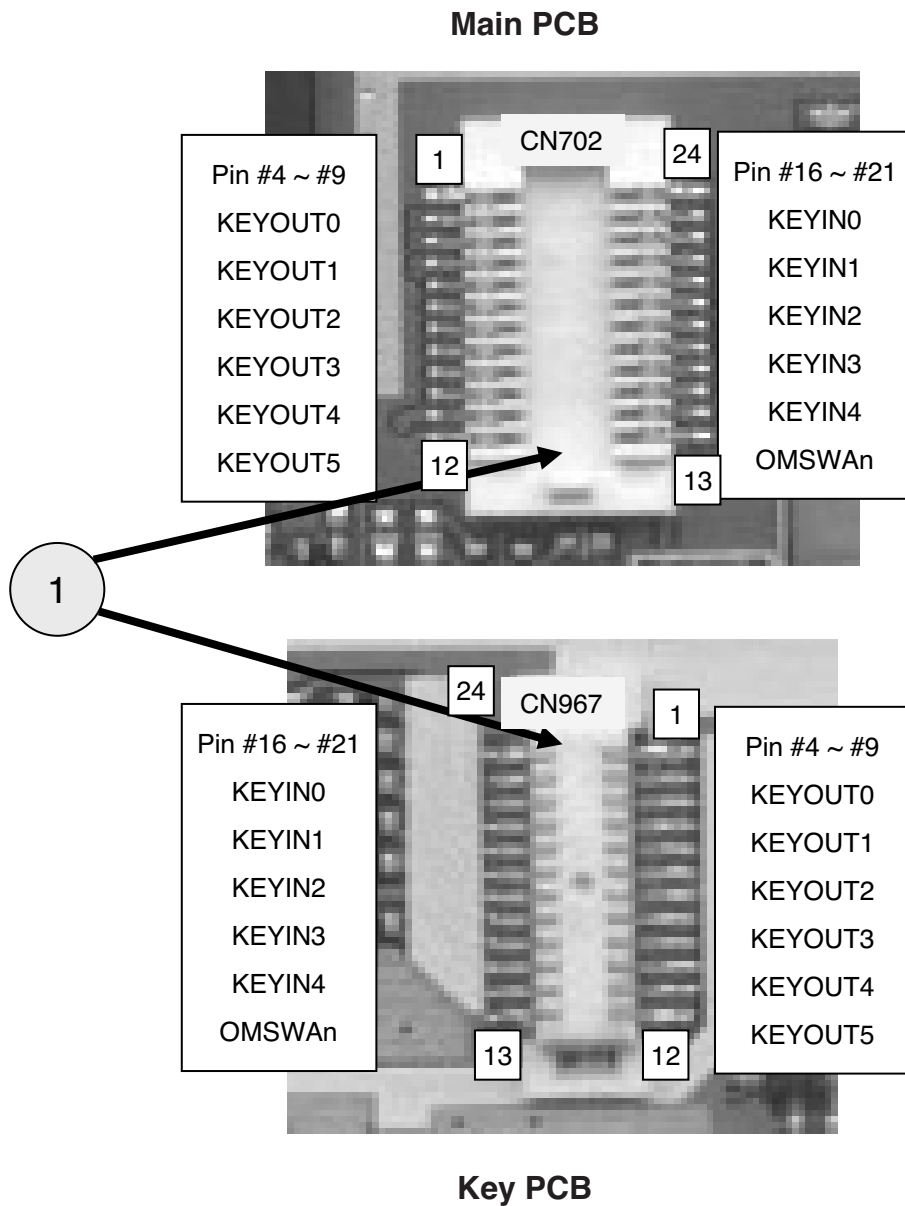 Main PCB
CN702
1
24
Pin #4 ~ #9
KEYOUT0
KEYOUT1
KEYOUT2
KEYOUT3
KEYOUT4
KEYOUT5
Pin #16 ~ #21
KEYIN0
KEYIN1
KEYIN2
KEYIN3
KEYIN4
OMSWAn
12
13
1
24
CN967
1
Pin #16 ~ #21
KEYIN0
KEYIN1
KEYIN2
KEYIN3
KEYIN4
OMSWAn
Pin #4 ~ #9
KEYOUT0
KEYOUT1
KEYOUT2
KEYOUT3
KEYOUT4
KEYOUT5
13
12
Key PCB